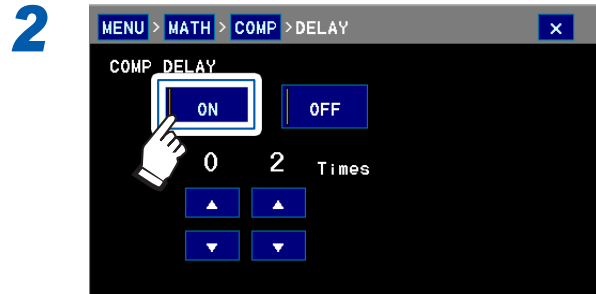 2
MENU > MATH > COMP > DELAY ×
COMP DELAY
ON OFF
0 2 Times